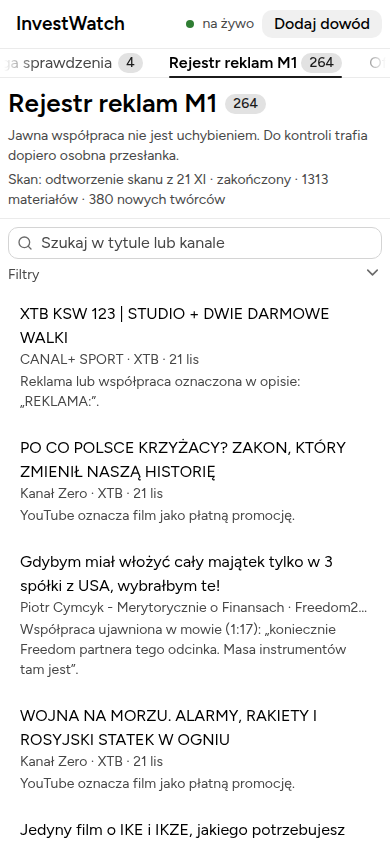 InvestWatch
na żywo
Dodaj dowód
sprawdzenia 4
Rejestr reklam M1 264
Rejestr reklam M1 264
Jawna współpraca nie jest uchybieniem. Do kontroli trafia
dopiero osobna przesłanka.
Skan: odtworzenie skanu z 21 XI · zakończony · 1313
materiałów · 380 nowych twórców
Szukaj w tytule lub kanale
Filtry
XTB KSW 123 | STUDIO + DWIE DARMOWE
WALKI
CANAL+ SPORT · XTB · 21 lis
Reklama lub współpraca oznaczona w opisie:
„REKLAMA:”.
PO CO POLSCE KRZYŻACY? ZAKON, KTÓRY
ZMIENIŁ NASZĄ HISTORIĘ
Kanał Zero · XTB · 21 lis
YouTube oznacza film jako płatną promocję.
Gdybym miał włożyć cały majątek tylko w 3
spółki z USA, wybrałbym te!
Piotr Cymcyk - Merytorycznie o Finansach · Freedom2...
Współpraca ujawniona w mowie (1:17): „koniecznie
Freedom partnera tego odcinka. Masa instrumentów
tam jest”.
WOJNA NA MORZU. ALARMY, RAKIETY I
ROSYJSKI STATEK W OGNIU
Kanał Zero · XTB · 21 lis
YouTube oznacza film jako płatną promocję.
Jedyny film o IKE i IKZE, jakiego potrzebujesz